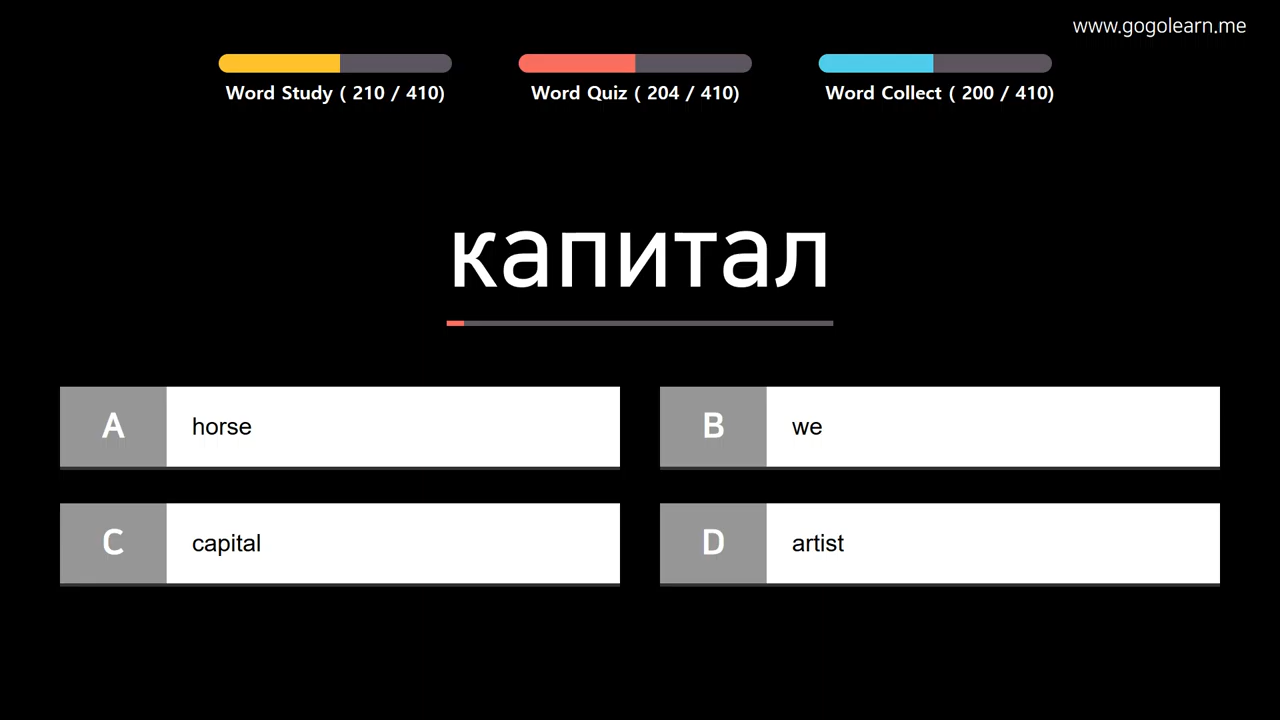 www.gogolearn.me
Word Study ( 210 / 410)
Word Quiz ( 204 / 410)
Word Collect ( 200 / 410)
капитал
A horse
B we
C capital
D artist